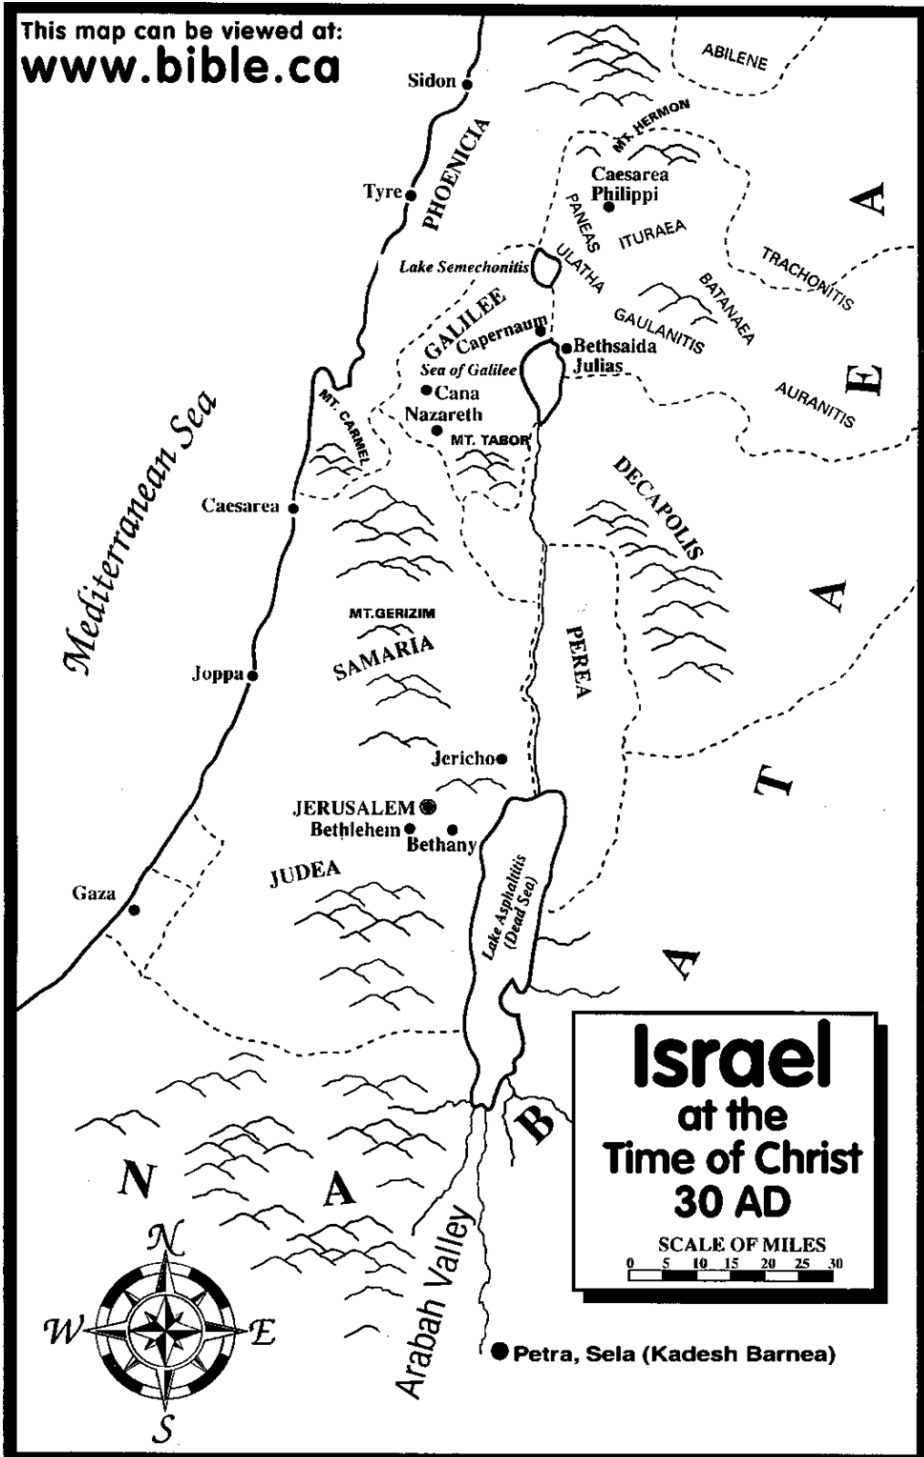 This map can be viewed at:
www.bible.ca
ABILENE
Sidon
MT. HERMON
PHOENICIA
Caesarea
Philippi
Tyre
PANEAS
ITURAEA
A
ULATHA
Lake Semechonitis
TRACHONITIS
BATANAEA
GALILEE
GAULANITIS
Capernaum
Bethsaida
Julias
Sea of Galilee
E
Cana
AURANITIS
MT. CARMEL
Nazareth
MT. TABOR
Mediterranean Sea
DECAPOLIS
Caesarea
A
MT.GERIZIM
SAMARIA
PEREA
Joppa
Jericho
T
JERUSALEM
Bethlehem
Bethany
JUDEA
Gaza
Lake Asphaltitis
(Dead Sea)
A
Israel
at the
Time of Christ
30 AD
SCALE OF MILES
0 5 10 15 20 25 30
B
N
A
Arabah Valley
N
W
E
S
Petra, Sela (Kadesh Barnea)